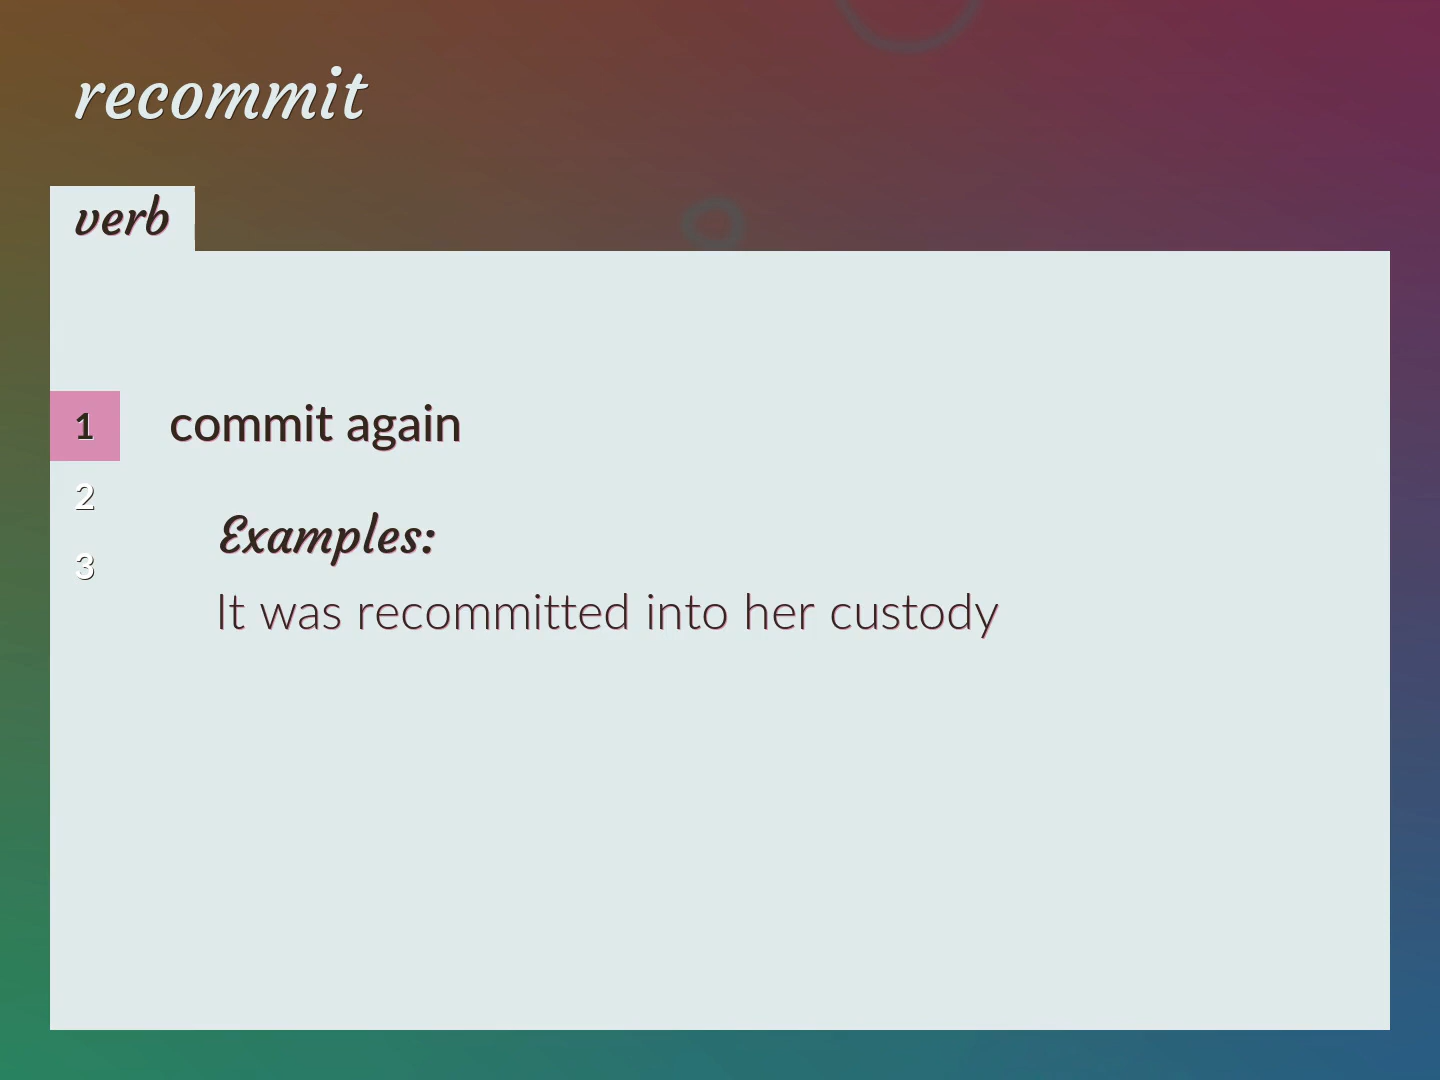 recommit
verb
1
commit again
2
Examples:
3
It was recommitted into her custody